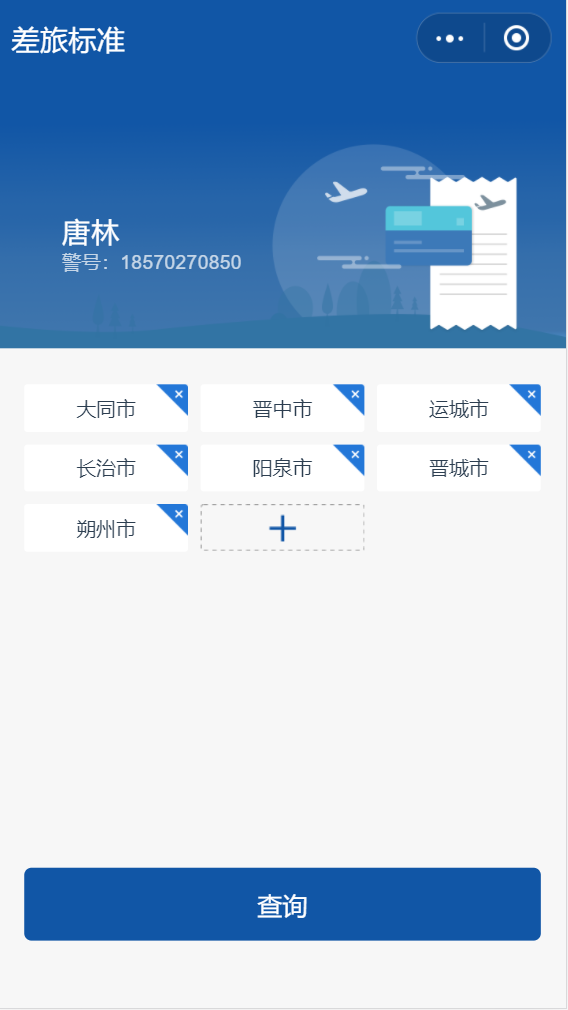 差旅标准
唐林
警号：18570270850
大同市 晋中市 运城市
长治市 阳泉市 晋城市
朔州市
查询